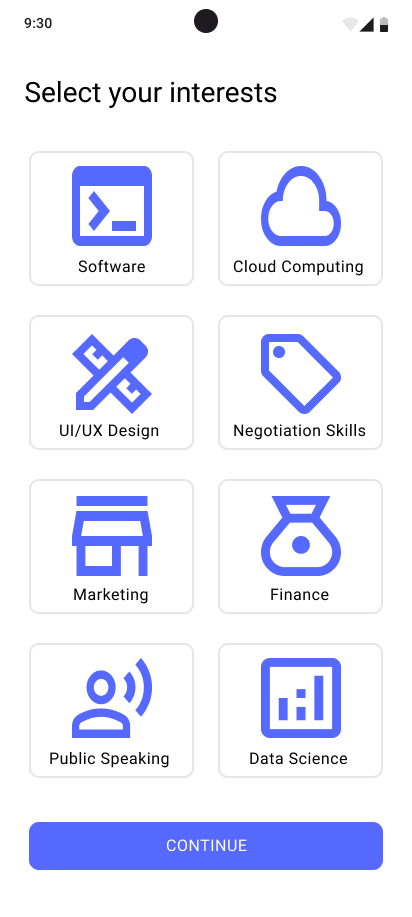 9:30
Select your interests
Software
Cloud Computing
UI/UX Design
Negotiation Skills
Marketing
Finance
Public Speaking
Data Science
CONTINUE